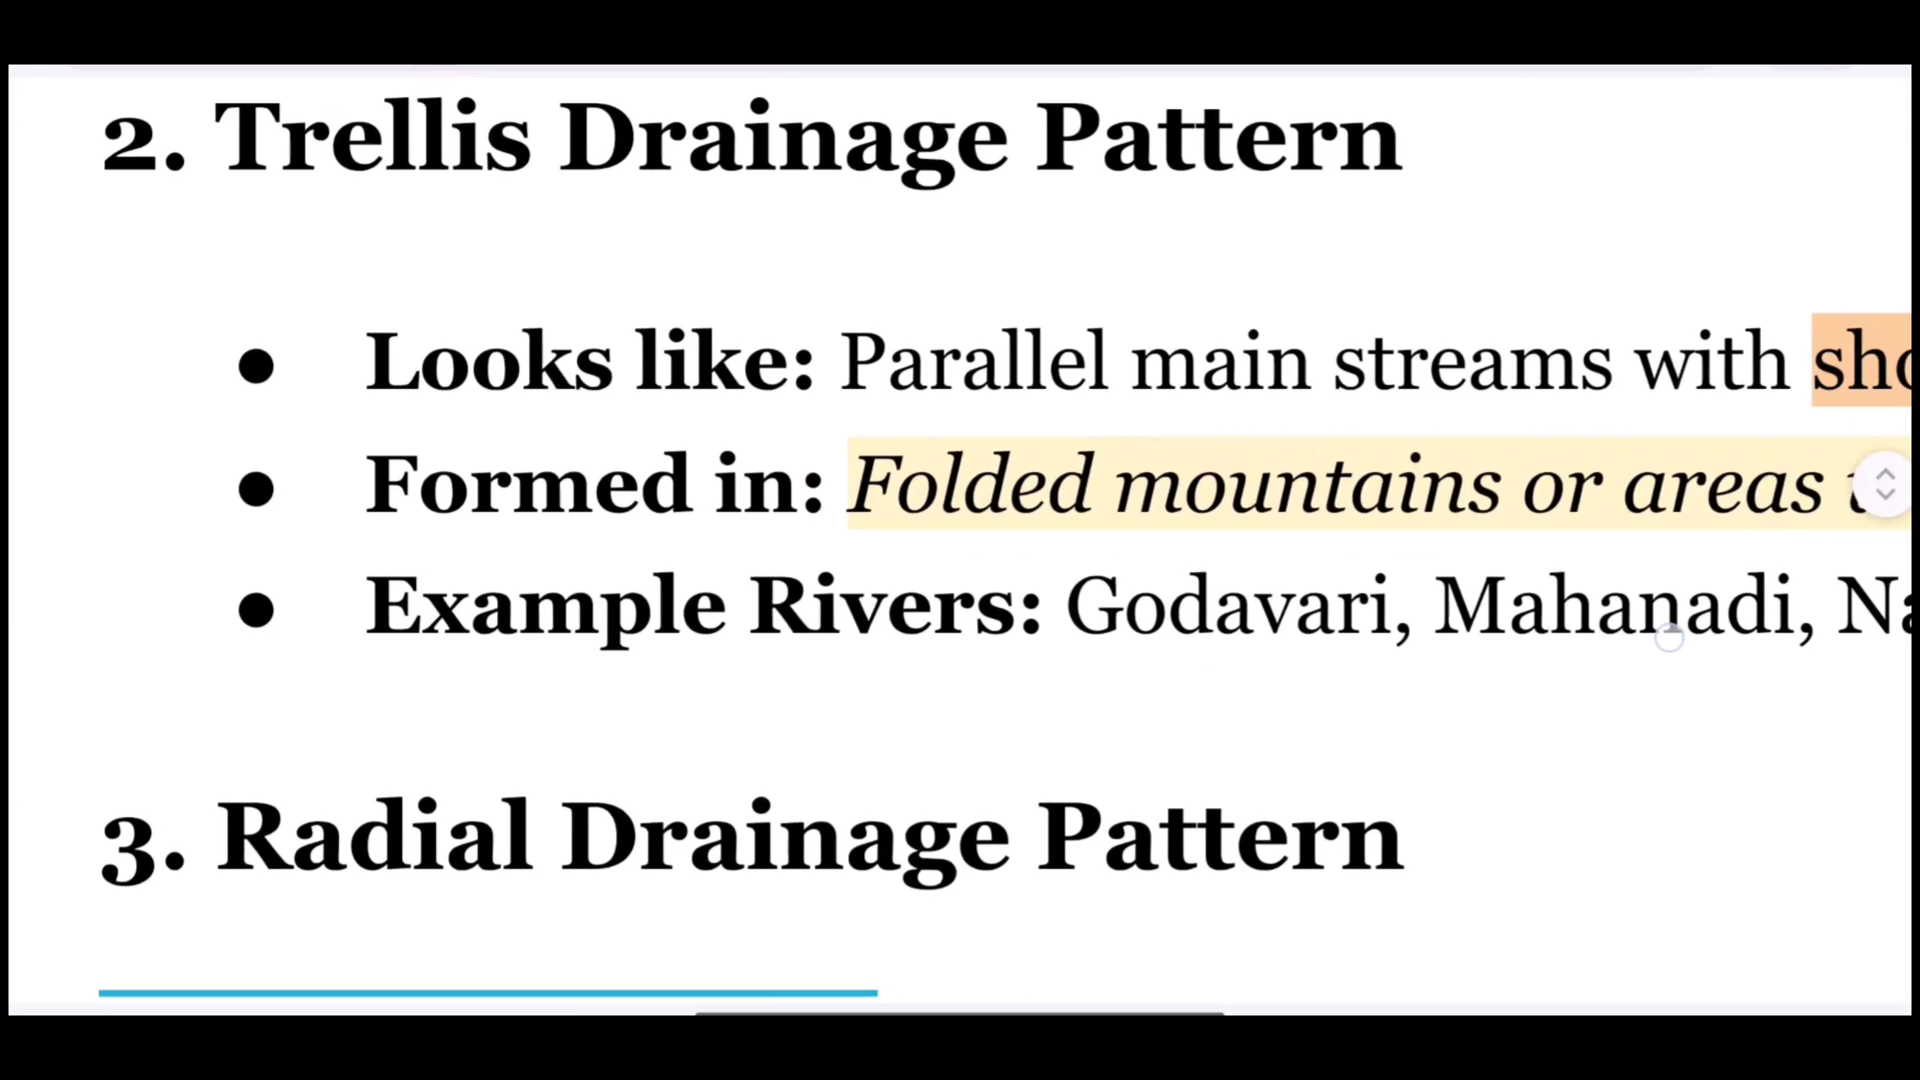 2. Trellis Drainage Pattern
● Looks like: Parallel main streams with
● Formed in: Folded mountains or areas
● Example Rivers: Godavari, Mahanadi,
3. Radial Drainage Pattern